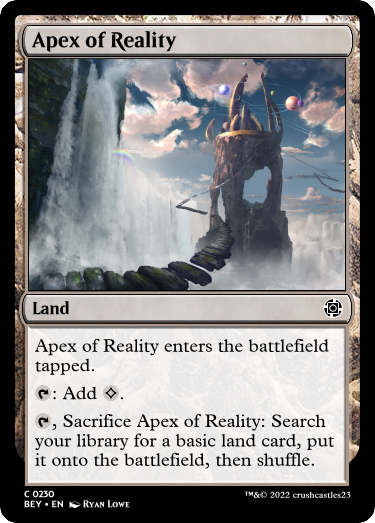 Apex of Reality
Land
Apex of Reality enters the battlefield
tapped.
: Add .
, Sacrifice Apex of Reality: Search
your library for a basic land card, put
it onto the battlefield, then shuffle.
C 0230
BEY • EN Ryan Lowe
™&© 2022 crushcastles23